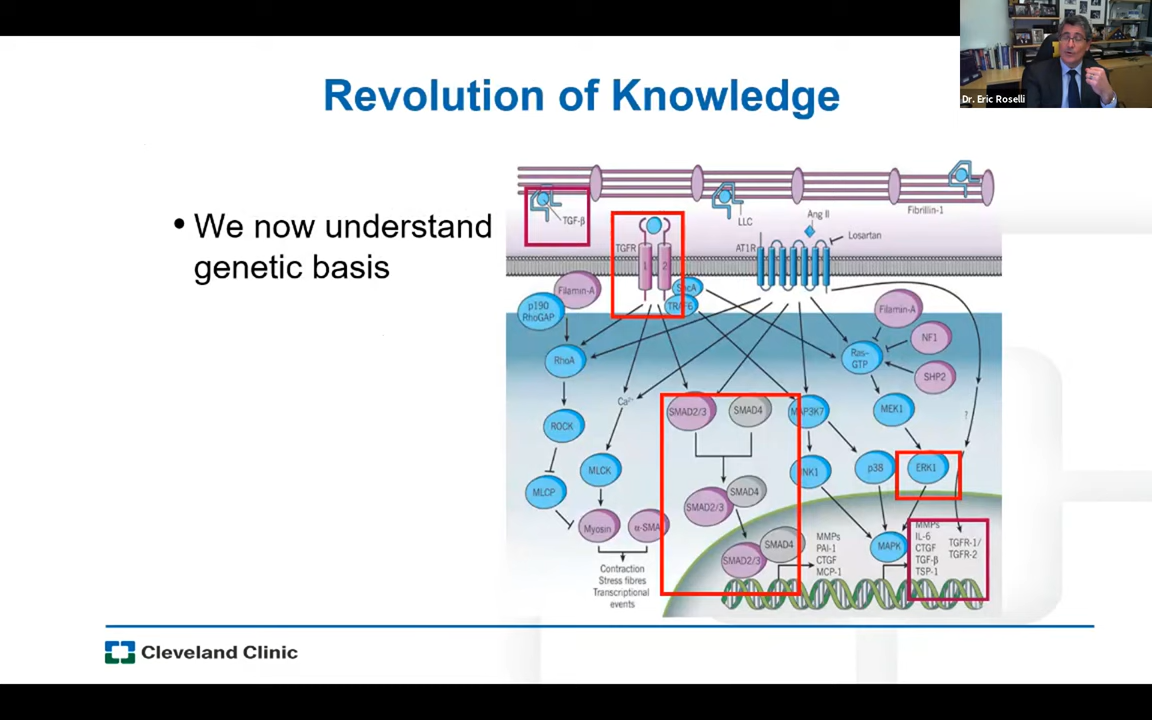 Dr. Eric Roselli
Revolution of Knowledge
• We now understand
genetic basis
TGF-β
LLC
Ang II
Fibrillin-1
TGFR
AT1R
Losartan
1
2
Filamin-A
p190
RhoGAP
TRAF6
Filamin-A
NF1
RhoA
Ras-
GTP
SHP2
Ca²⁺
SMAD2/3
SMAD4
MAP3K7
MEK1
?
ROCK
MLCK
p38
ERK1
JNK1
MLCP
SMAD2/3
SMAD4
Myosin
α-SMA
SMAD4
SMAD2/3
MMPs
PAI-1
CTGF
MCP-1
MAPK
MMPs
IL-6
CTGF
TGF-β
TSP-1
TGFR-1/
TGFR-2
Contraction
Stress fibres
Transcriptional
events
Cleveland Clinic